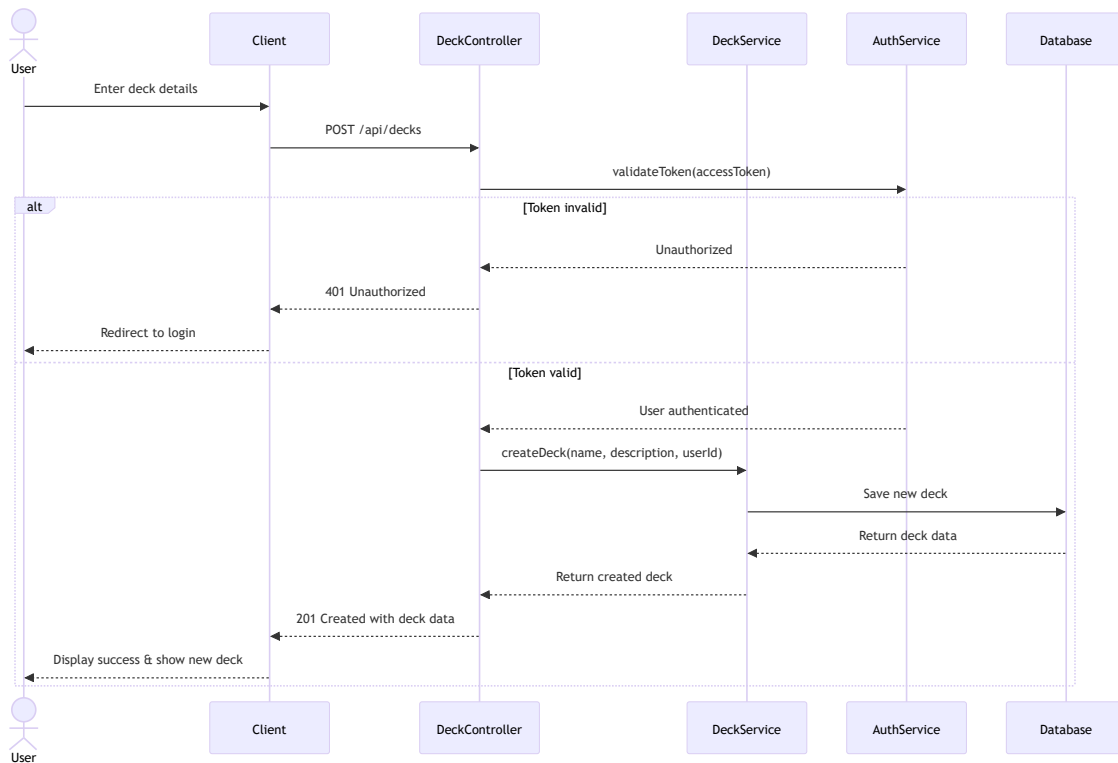 User
Client
DeckController
DeckService
AuthService
Database
Enter deck details
POST /api/decks
validateToken(accessToken)
alt
[Token invalid]
Unauthorized
401 Unauthorized
Redirect to login
[Token valid]
User authenticated
createDeck(name, description, userId)
Save new deck
Return deck data
Return created deck
201 Created with deck data
Display success & show new deck
User
Client
DeckController
DeckService
AuthService
Database